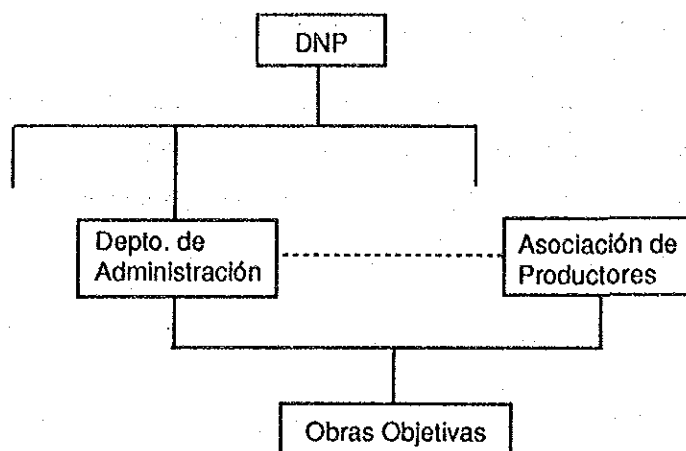 DNP
Depto. de
Administración
Asociación de
Productores
Obras Objetivas